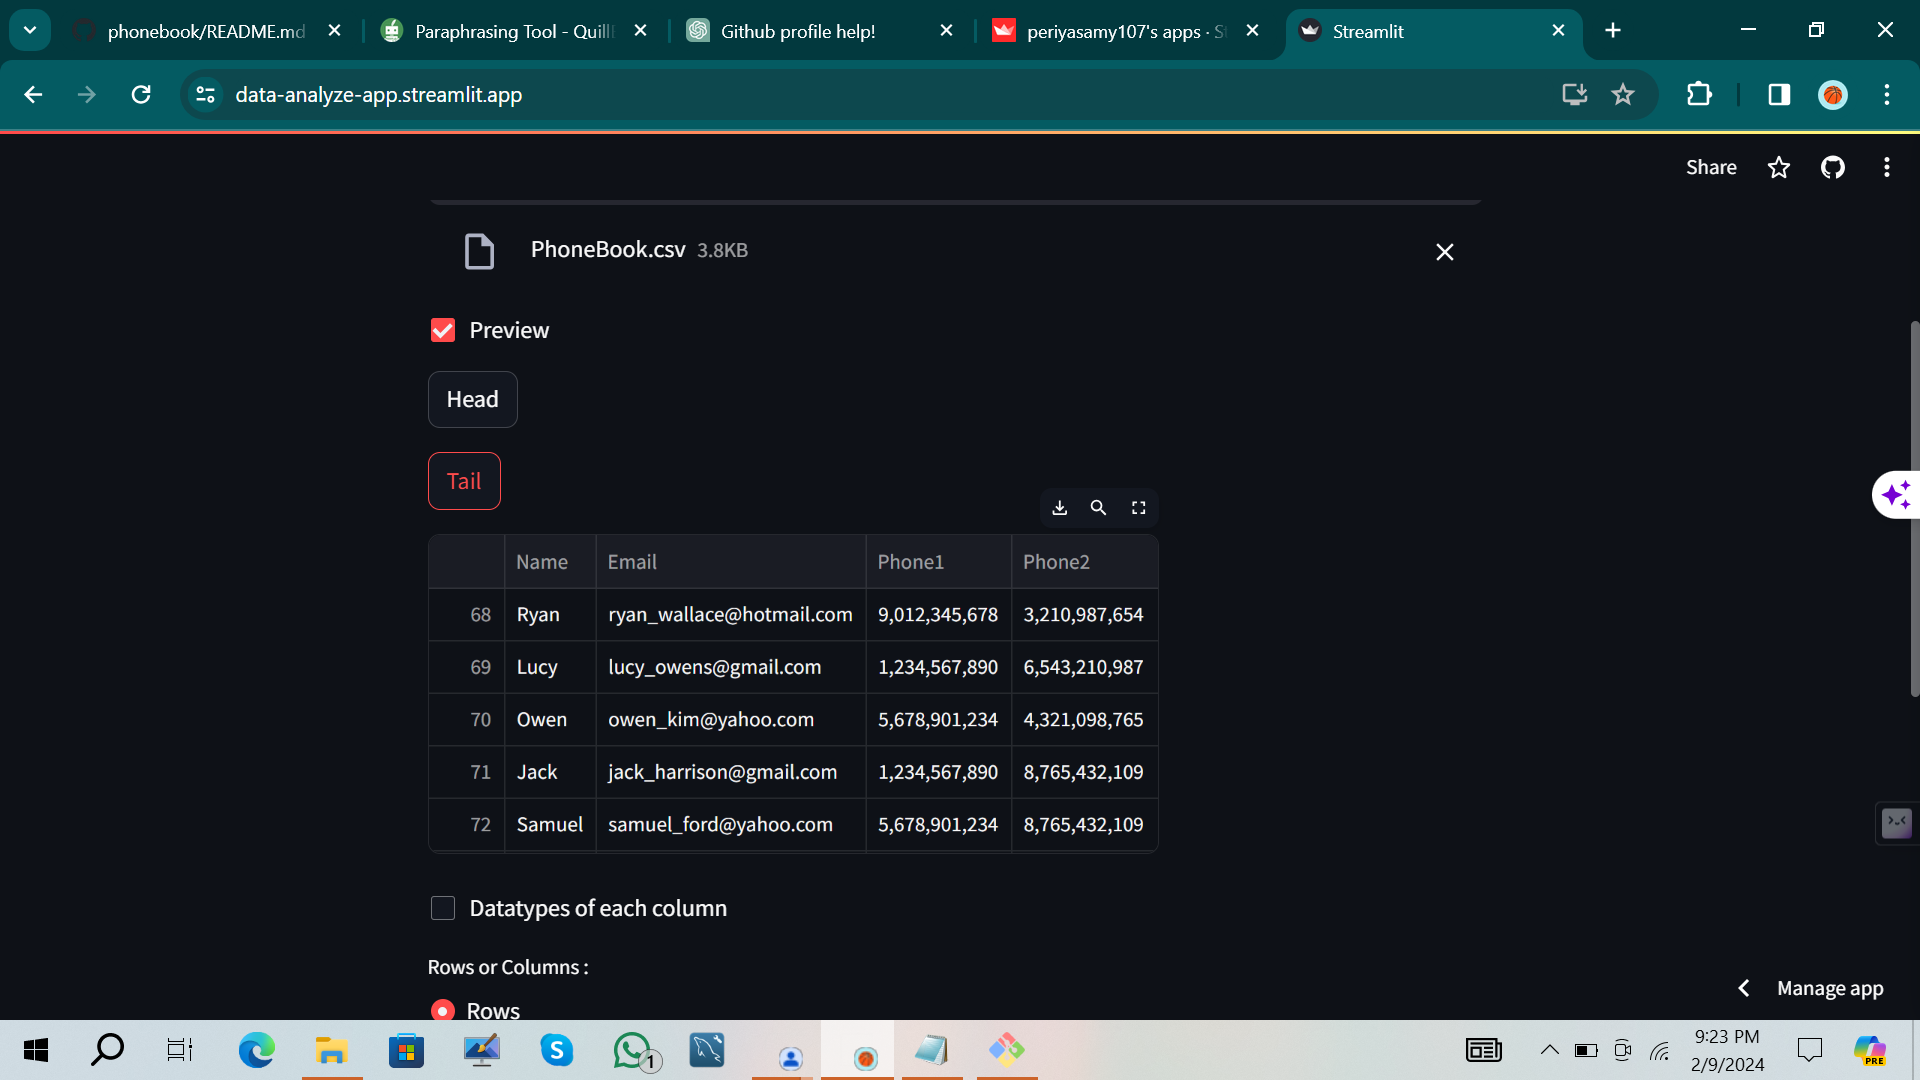 phonebook/README.md
Paraphrasing Tool - Quill
Github profile help!
periyasamy107's apps · St
Streamlit
data-analyze-app.streamlit.app
Share
PhoneBook.csv 3.8KB
Preview
Head
Tail
Name Email Phone1 Phone2
68 Ryan ryan_wallace@hotmail.com 9,012,345,678 3,210,987,654
69 Lucy lucy_owens@gmail.com 1,234,567,890 6,543,210,987
70 Owen owen_kim@yahoo.com 5,678,901,234 4,321,098,765
71 Jack jack_harrison@gmail.com 1,234,567,890 8,765,432,109
72 Samuel samuel_ford@yahoo.com 5,678,901,234 8,765,432,109
Datatypes of each column
Rows or Columns :
Rows
Manage app
S
1
PRE
9:23 PM
2/9/2024